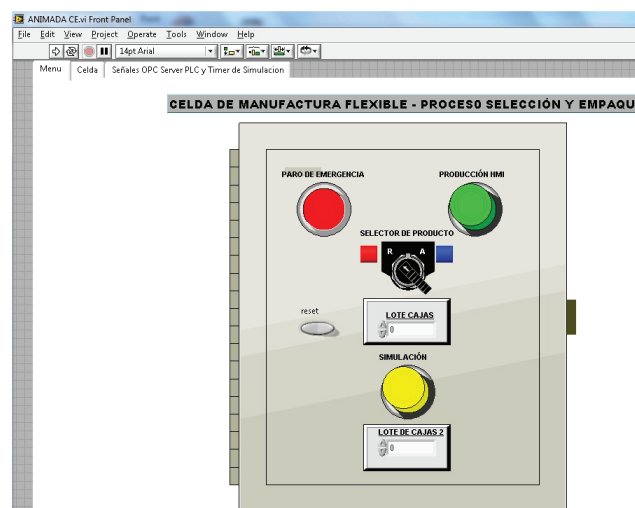 ANIMADA CE.vi Front Panel
File Edit View Project Operate Tools Window Help
14pt Arial
Menu Celda Señales OPC Server PLC y Timer de Simulacion
CELDA DE MANUFACTURA FLEXIBLE - PROCESO SELECCIÓN Y EMPAQU
PARO DE EMERGENCIA PRODUCCIÓN HMI
SELECTOR DE PRODUCTO
R A
reset
LOTE CAJAS
0
SIMULACIÓN
LOTE DE CAJAS 2
0